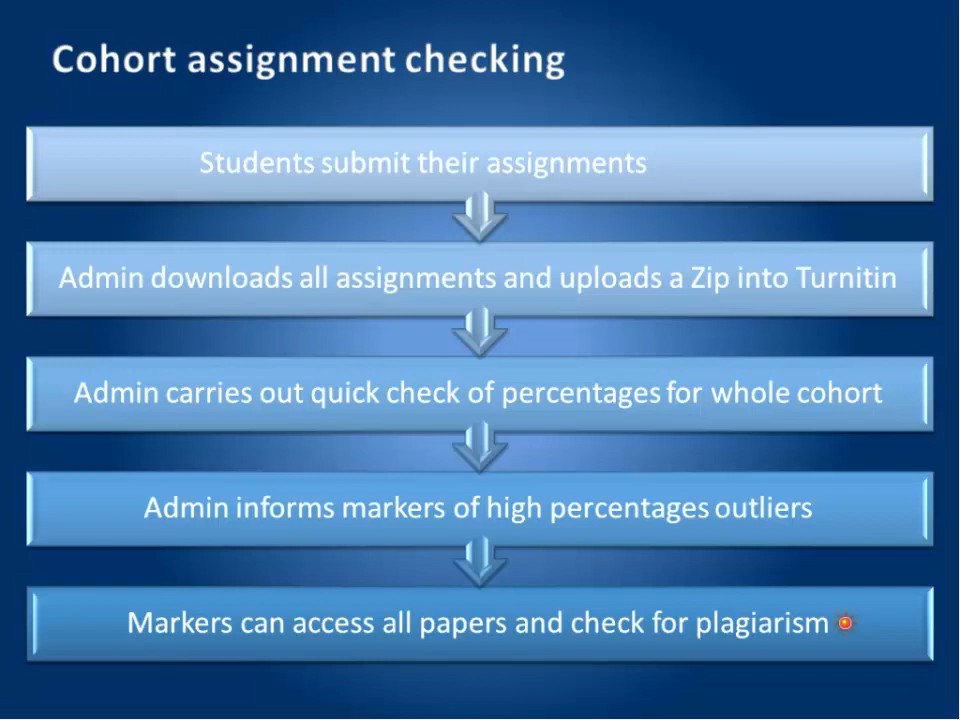 Cohort assignment checking
Students submit their assignments
Admin downloads all assignments and uploads a Zip into Turnitin
Admin carries out quick check of percentages for whole cohort
Admin informs markers of high percentages outliers
Markers can access all papers and check for plagiarism